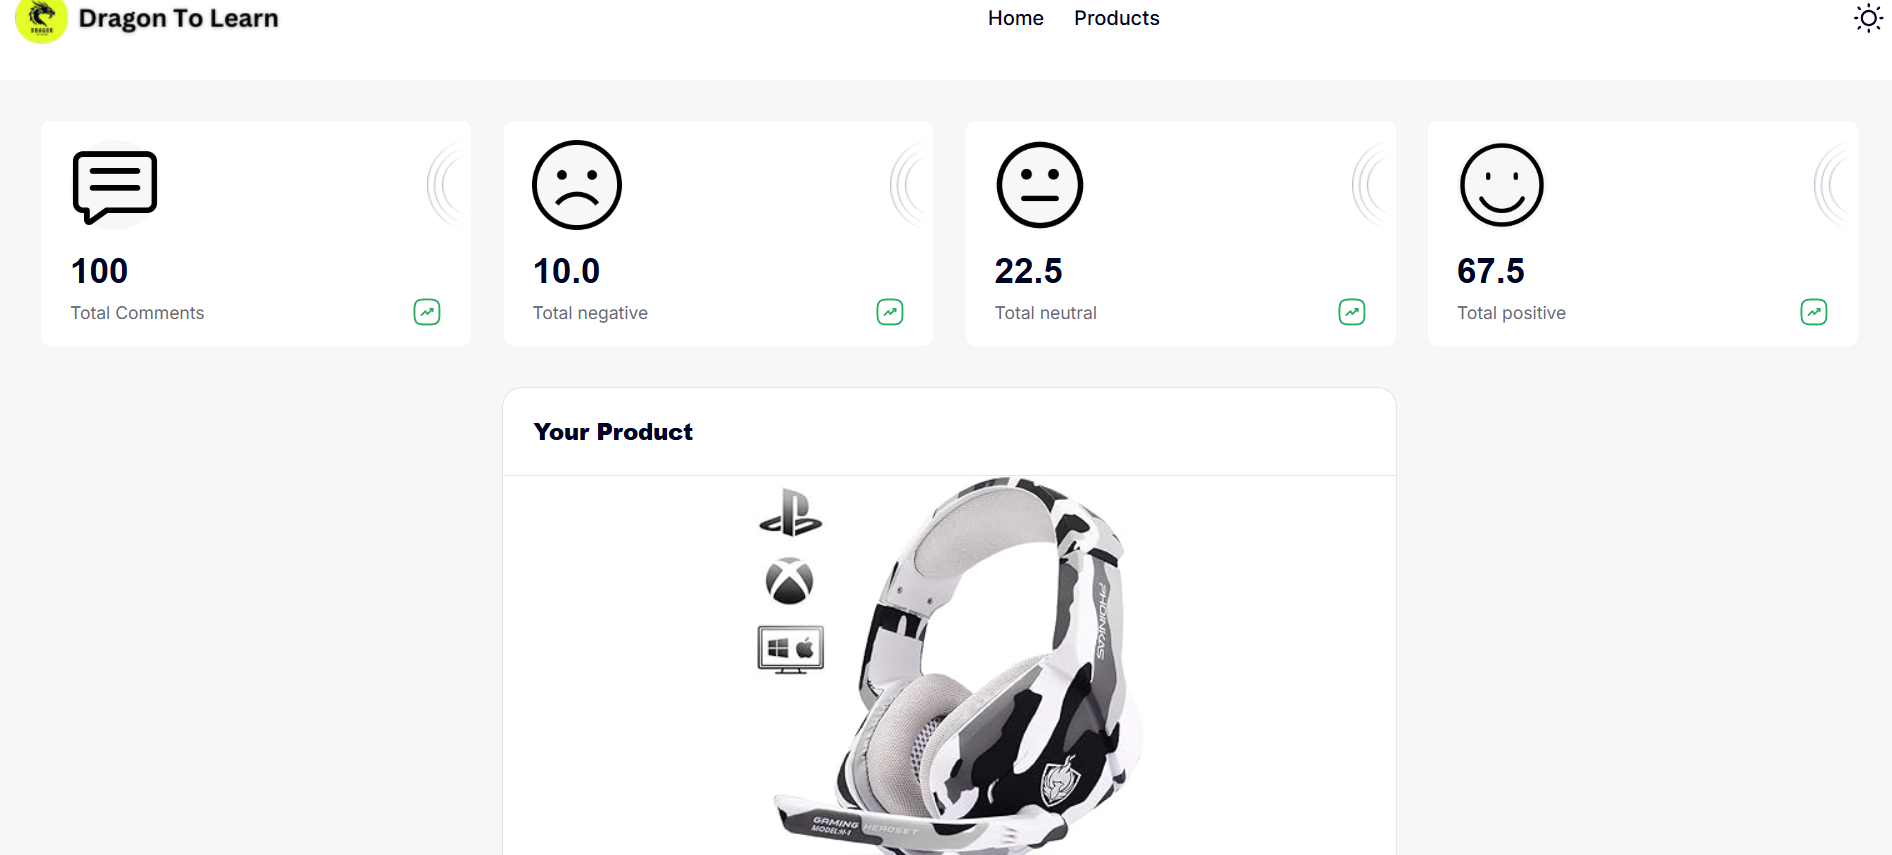 DRAGON
Dragon To Learn
Home
Products
100
Total Comments
10.0
Total negative
22.5
Total neutral
67.5
Total positive
Your Product
PHOINIKAS
GAMING HEADSET
MODEL:H-1